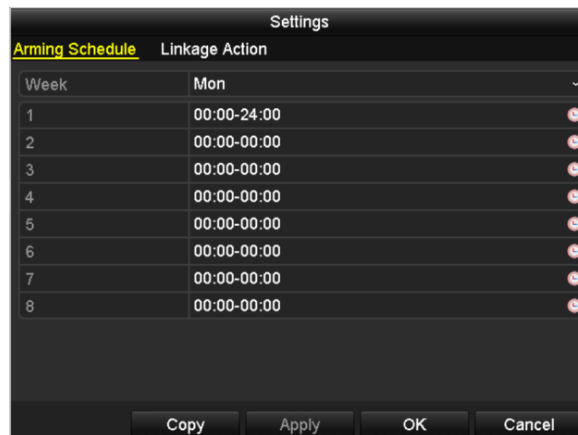 Settings
Arming Schedule Linkage Action
Week Mon
1 00:00-24:00
2 00:00-00:00
3 00:00-00:00
4 00:00-00:00
5 00:00-00:00
6 00:00-00:00
7 00:00-00:00
8 00:00-00:00
Copy Apply OK Cancel